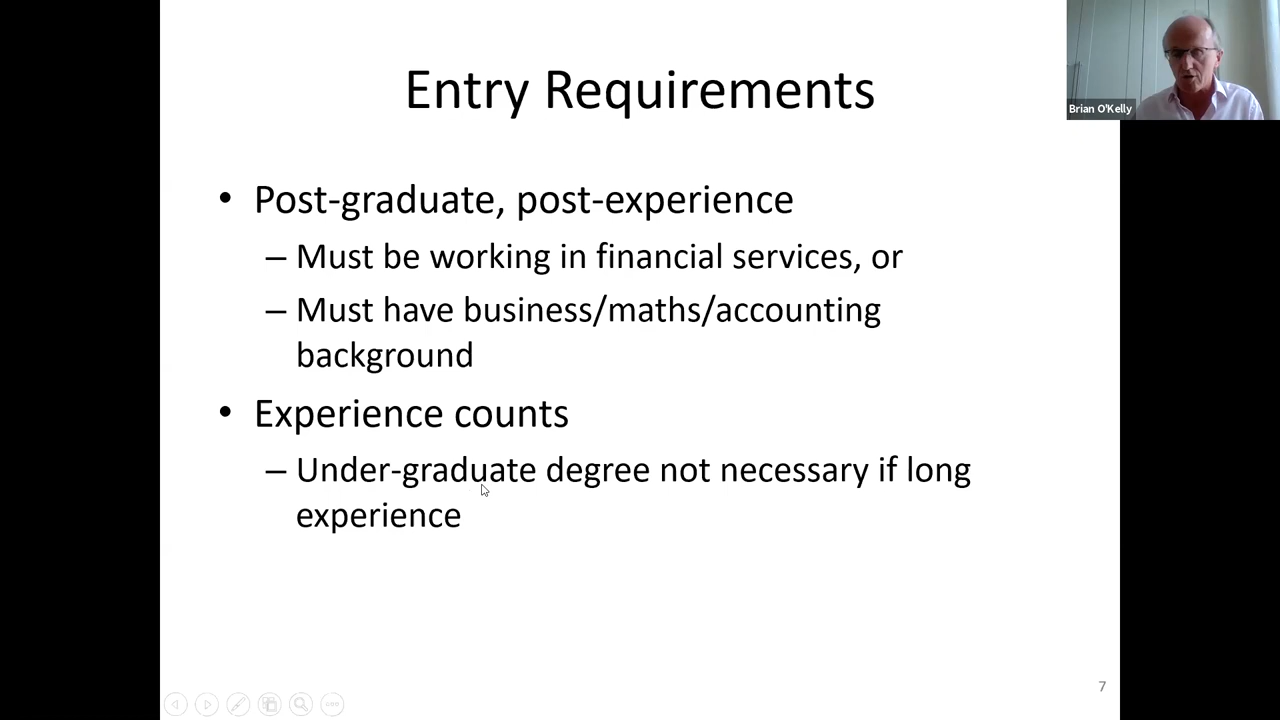 Entry Requirements
Brian O'Kelly
• Post-graduate, post-experience
– Must be working in financial services, or
– Must have business/maths/accounting
background
• Experience counts
– Under-graduate degree not necessary if long
experience
7